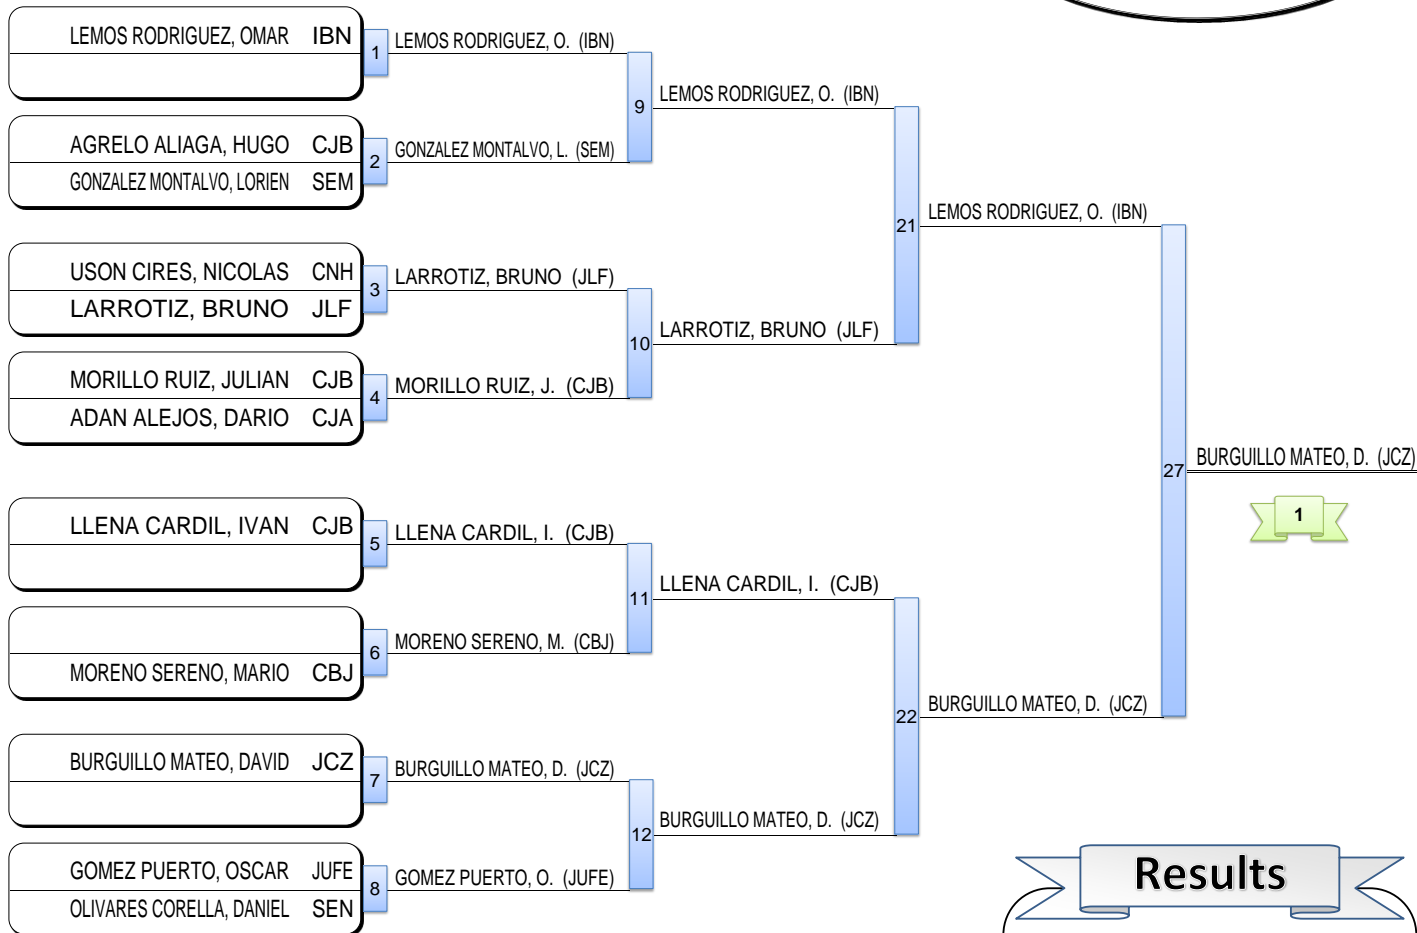 LEMOS RODRIGUEZ, OMAR IBN
1
LEMOS RODRIGUEZ, O. (IBN)
9
LEMOS RODRIGUEZ, O. (IBN)
AGRELO ALIAGA, HUGO CJB
GONZALEZ MONTALVO, LORIEN SEM
2
GONZALEZ MONTALVO, L. (SEM)
21
LEMOS RODRIGUEZ, O. (IBN)
USON CIRES, NICOLAS CNH
LARROTIZ, BRUNO JLF
3
LARROTIZ, BRUNO (JLF)
10
LARROTIZ, BRUNO (JLF)
MORILLO RUIZ, JULIAN CJB
ADAN ALEJOS, DARIO CJA
4
MORILLO RUIZ, J. (CJB)
27
BURGUILLO MATEO, D. (JCZ)
1
LLENA CARDIL, IVAN CJB
5
LLENA CARDIL, I. (CJB)
11
LLENA CARDIL, I. (CJB)
MORENO SERENO, MARIO CBJ
6
MORENO SERENO, M. (CBJ)
22
BURGUILLO MATEO, D. (JCZ)
BURGUILLO MATEO, DAVID JCZ
7
BURGUILLO MATEO, D. (JCZ)
12
BURGUILLO MATEO, D. (JCZ)
GOMEZ PUERTO, OSCAR JUFE
OLIVARES CORELLA, DANIEL SEN
8
GOMEZ PUERTO, O. (JUFE)
Results